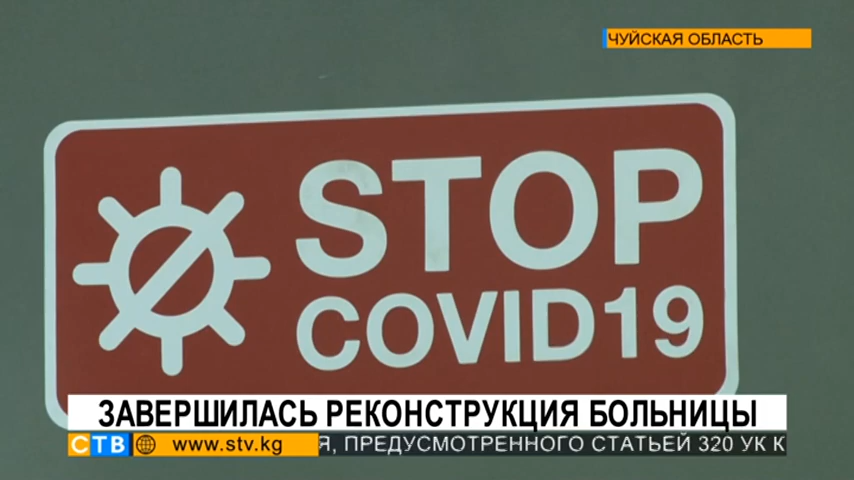 ЧУЙСКАЯ ОБЛАСТЬ
STOP
COVID19
ЗАВЕРШИЛАСЬ РЕКОНСТРУКЦИЯ БОЛЬНИЦЫ
СТВ www.stv.kg Я, ПРЕДУСМОТРЕННОГО СТАТЬЕЙ 320 УК К